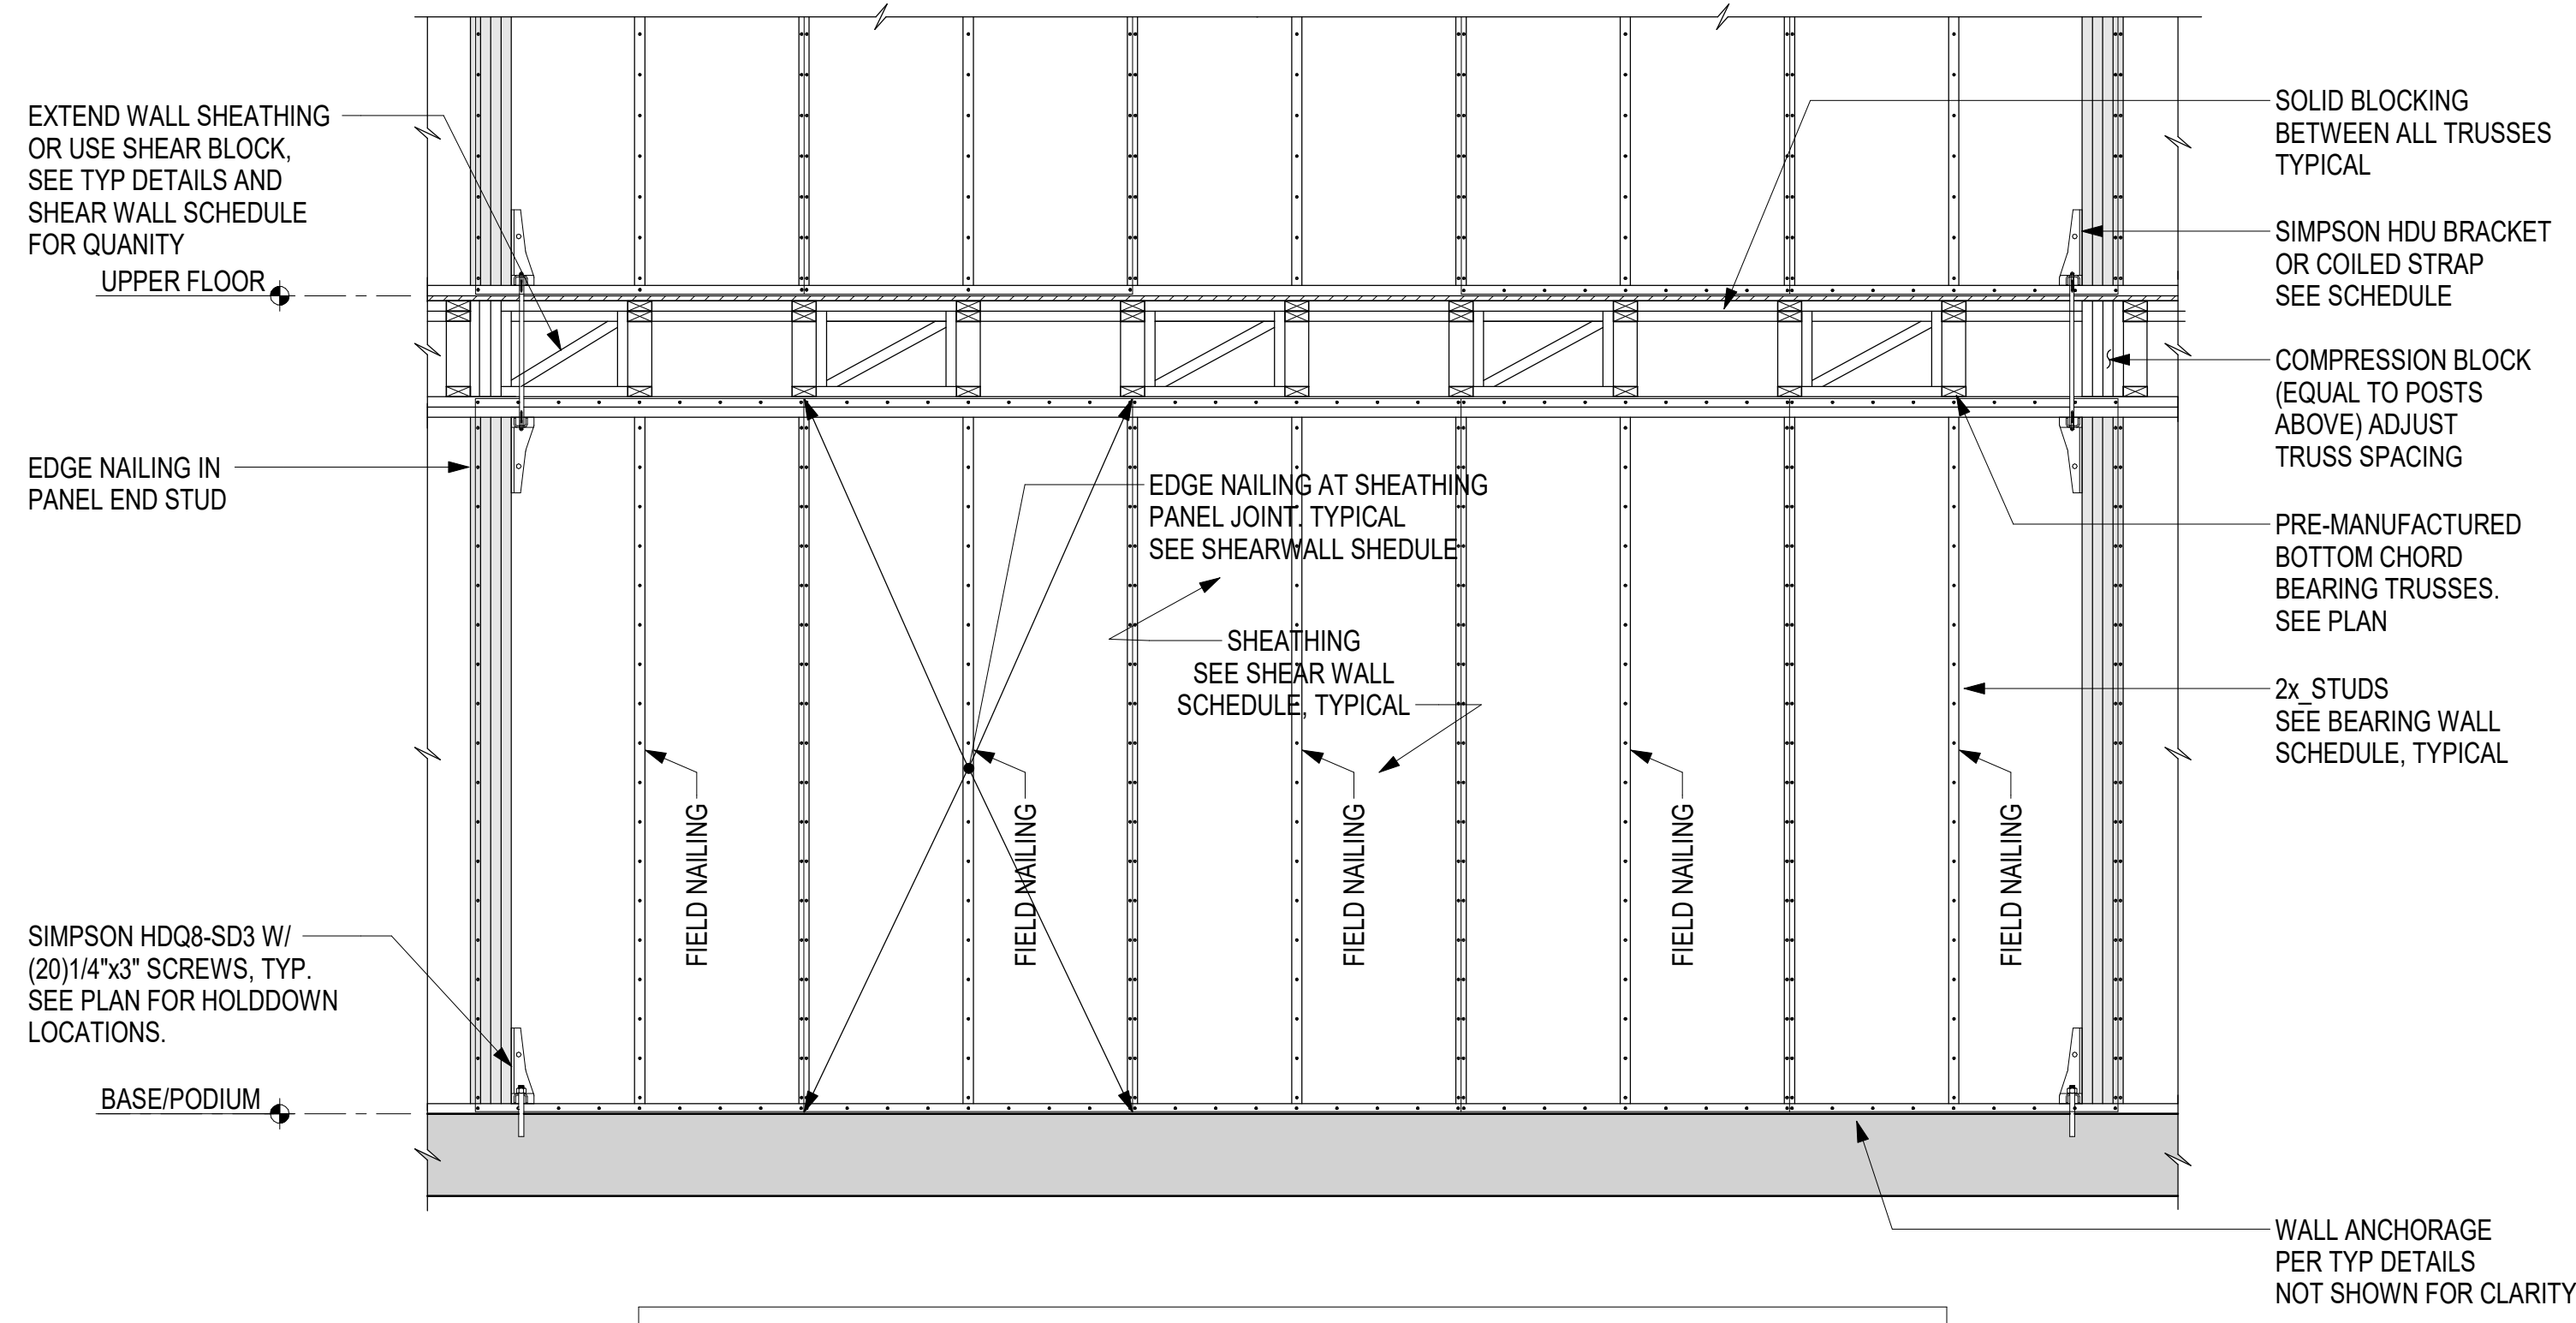 EXTEND WALL SHEATHING
OR USE SHEAR BLOCK,
SEE TYP DETAILS AND
SHEAR WALL SCHEDULE
FOR QUANITY
UPPER FLOOR
EDGE NAILING IN
PANEL END STUD
SIMPSON HDQ8-SD3 W/
(20)1/4"x3" SCREWS, TYP.
SEE PLAN FOR HOLDDOWN
LOCATIONS.
BASE/PODIUM
EDGE NAILING AT SHEATHING
PANEL JOINT. TYPICAL
SEE SHEARWALL SHEDULE
SHEATHING
SEE SHEAR WALL
SCHEDULE, TYPICAL
FIELD NAILING
FIELD NAILING
FIELD NAILING
FIELD NAILING
FIELD NAILING
SOLID BLOCKING
BETWEEN ALL TRUSSES
TYPICAL
SIMPSON HDU BRACKET
OR COILED STRAP
SEE SCHEDULE
COMPRESSION BLOCK
(EQUAL TO POSTS
ABOVE) ADJUST
TRUSS SPACING
PRE-MANUFACTURED
BOTTOM CHORD
BEARING TRUSSES.
SEE PLAN
2x_STUDS
SEE BEARING WALL
SCHEDULE, TYPICAL
WALL ANCHORAGE
PER TYP DETAILS
NOT SHOWN FOR CLARITY